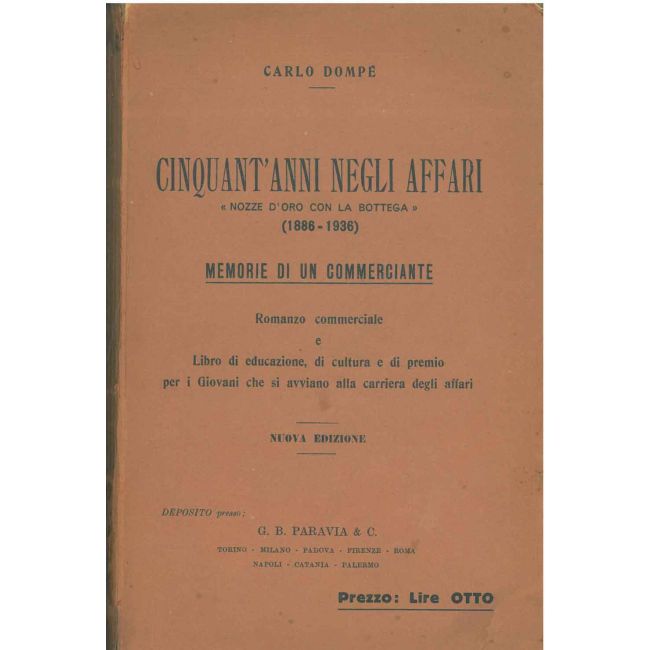 CARLO DOMPÉ
CINQUANT'ANNI NEGLI AFFARI
« NOZZE D'ORO CON LA BOTTEGA »
(1886 - 1936)
MEMORIE DI UN COMMERCIANTE
Romanzo commerciale
e
Libro di educazione, di cultura e di premio
per i Giovani che si avviano alla carriera degli affari
NUOVA EDIZIONE
DEPOSITO presso:
G. B. PARAVIA & C.
TORINO - MILANO - PADOVA - FIRENZE - ROMA
NAPOLI - CATANIA - PALERMO
Prezzo: Lire OTTO